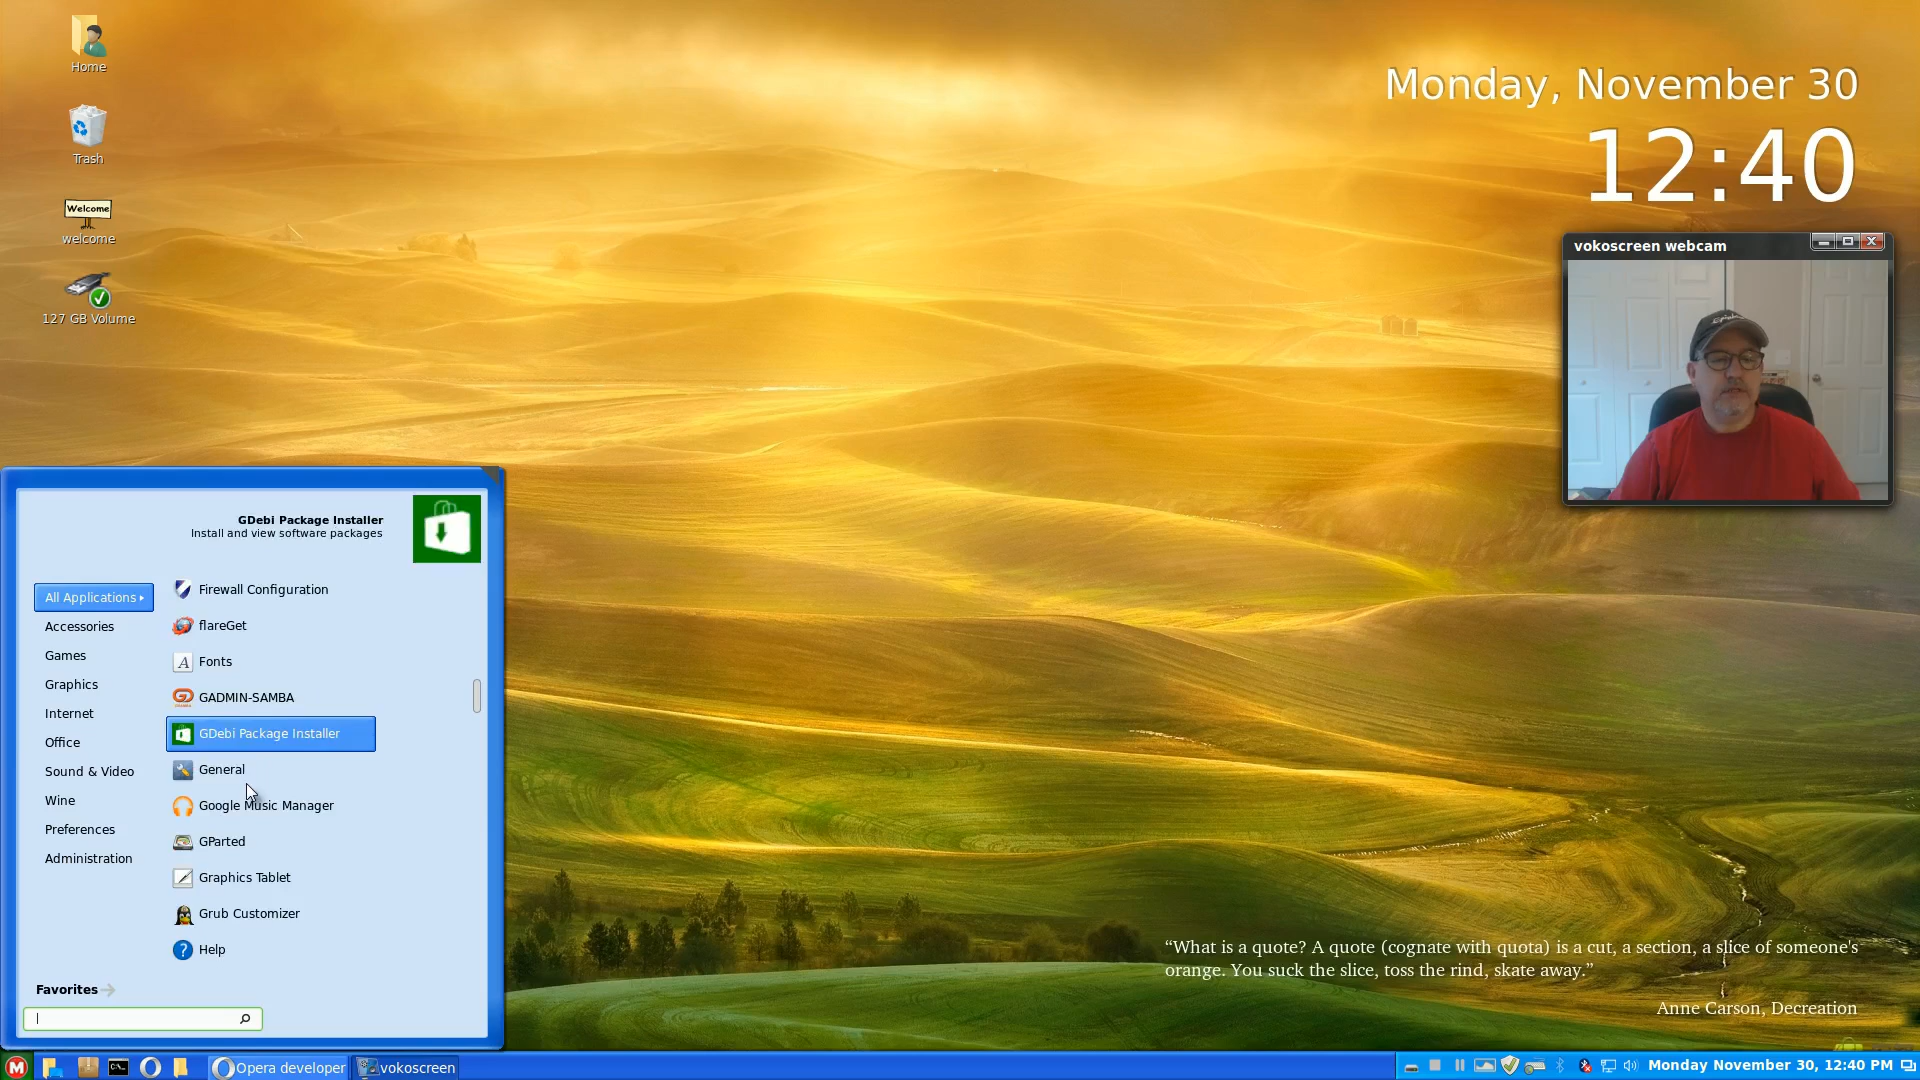 Home
Trash
Welcome
welcome
127 GB Volume
Monday, November 30
12:40
vokoscreen webcam
GDebi Package Installer
Install and view software packages
All Applications
Accessories
Games
Graphics
Internet
Office
Sound & Video
Wine
Preferences
Administration
Firewall Configuration
flareGet
Fonts
GADMIN-SAMBA
GDebi Package Installer
General
Google Music Manager
GParted
Graphics Tablet
Grub Customizer
Help
Favorites
“What is a quote? A quote (cognate with quota) is a cut, a section, a slice of someone's
orange. You suck the slice, toss the rind, skate away.”
Anne Carson, Decreation
Opera developer
vokoscreen
Monday November 30, 12:40 PM